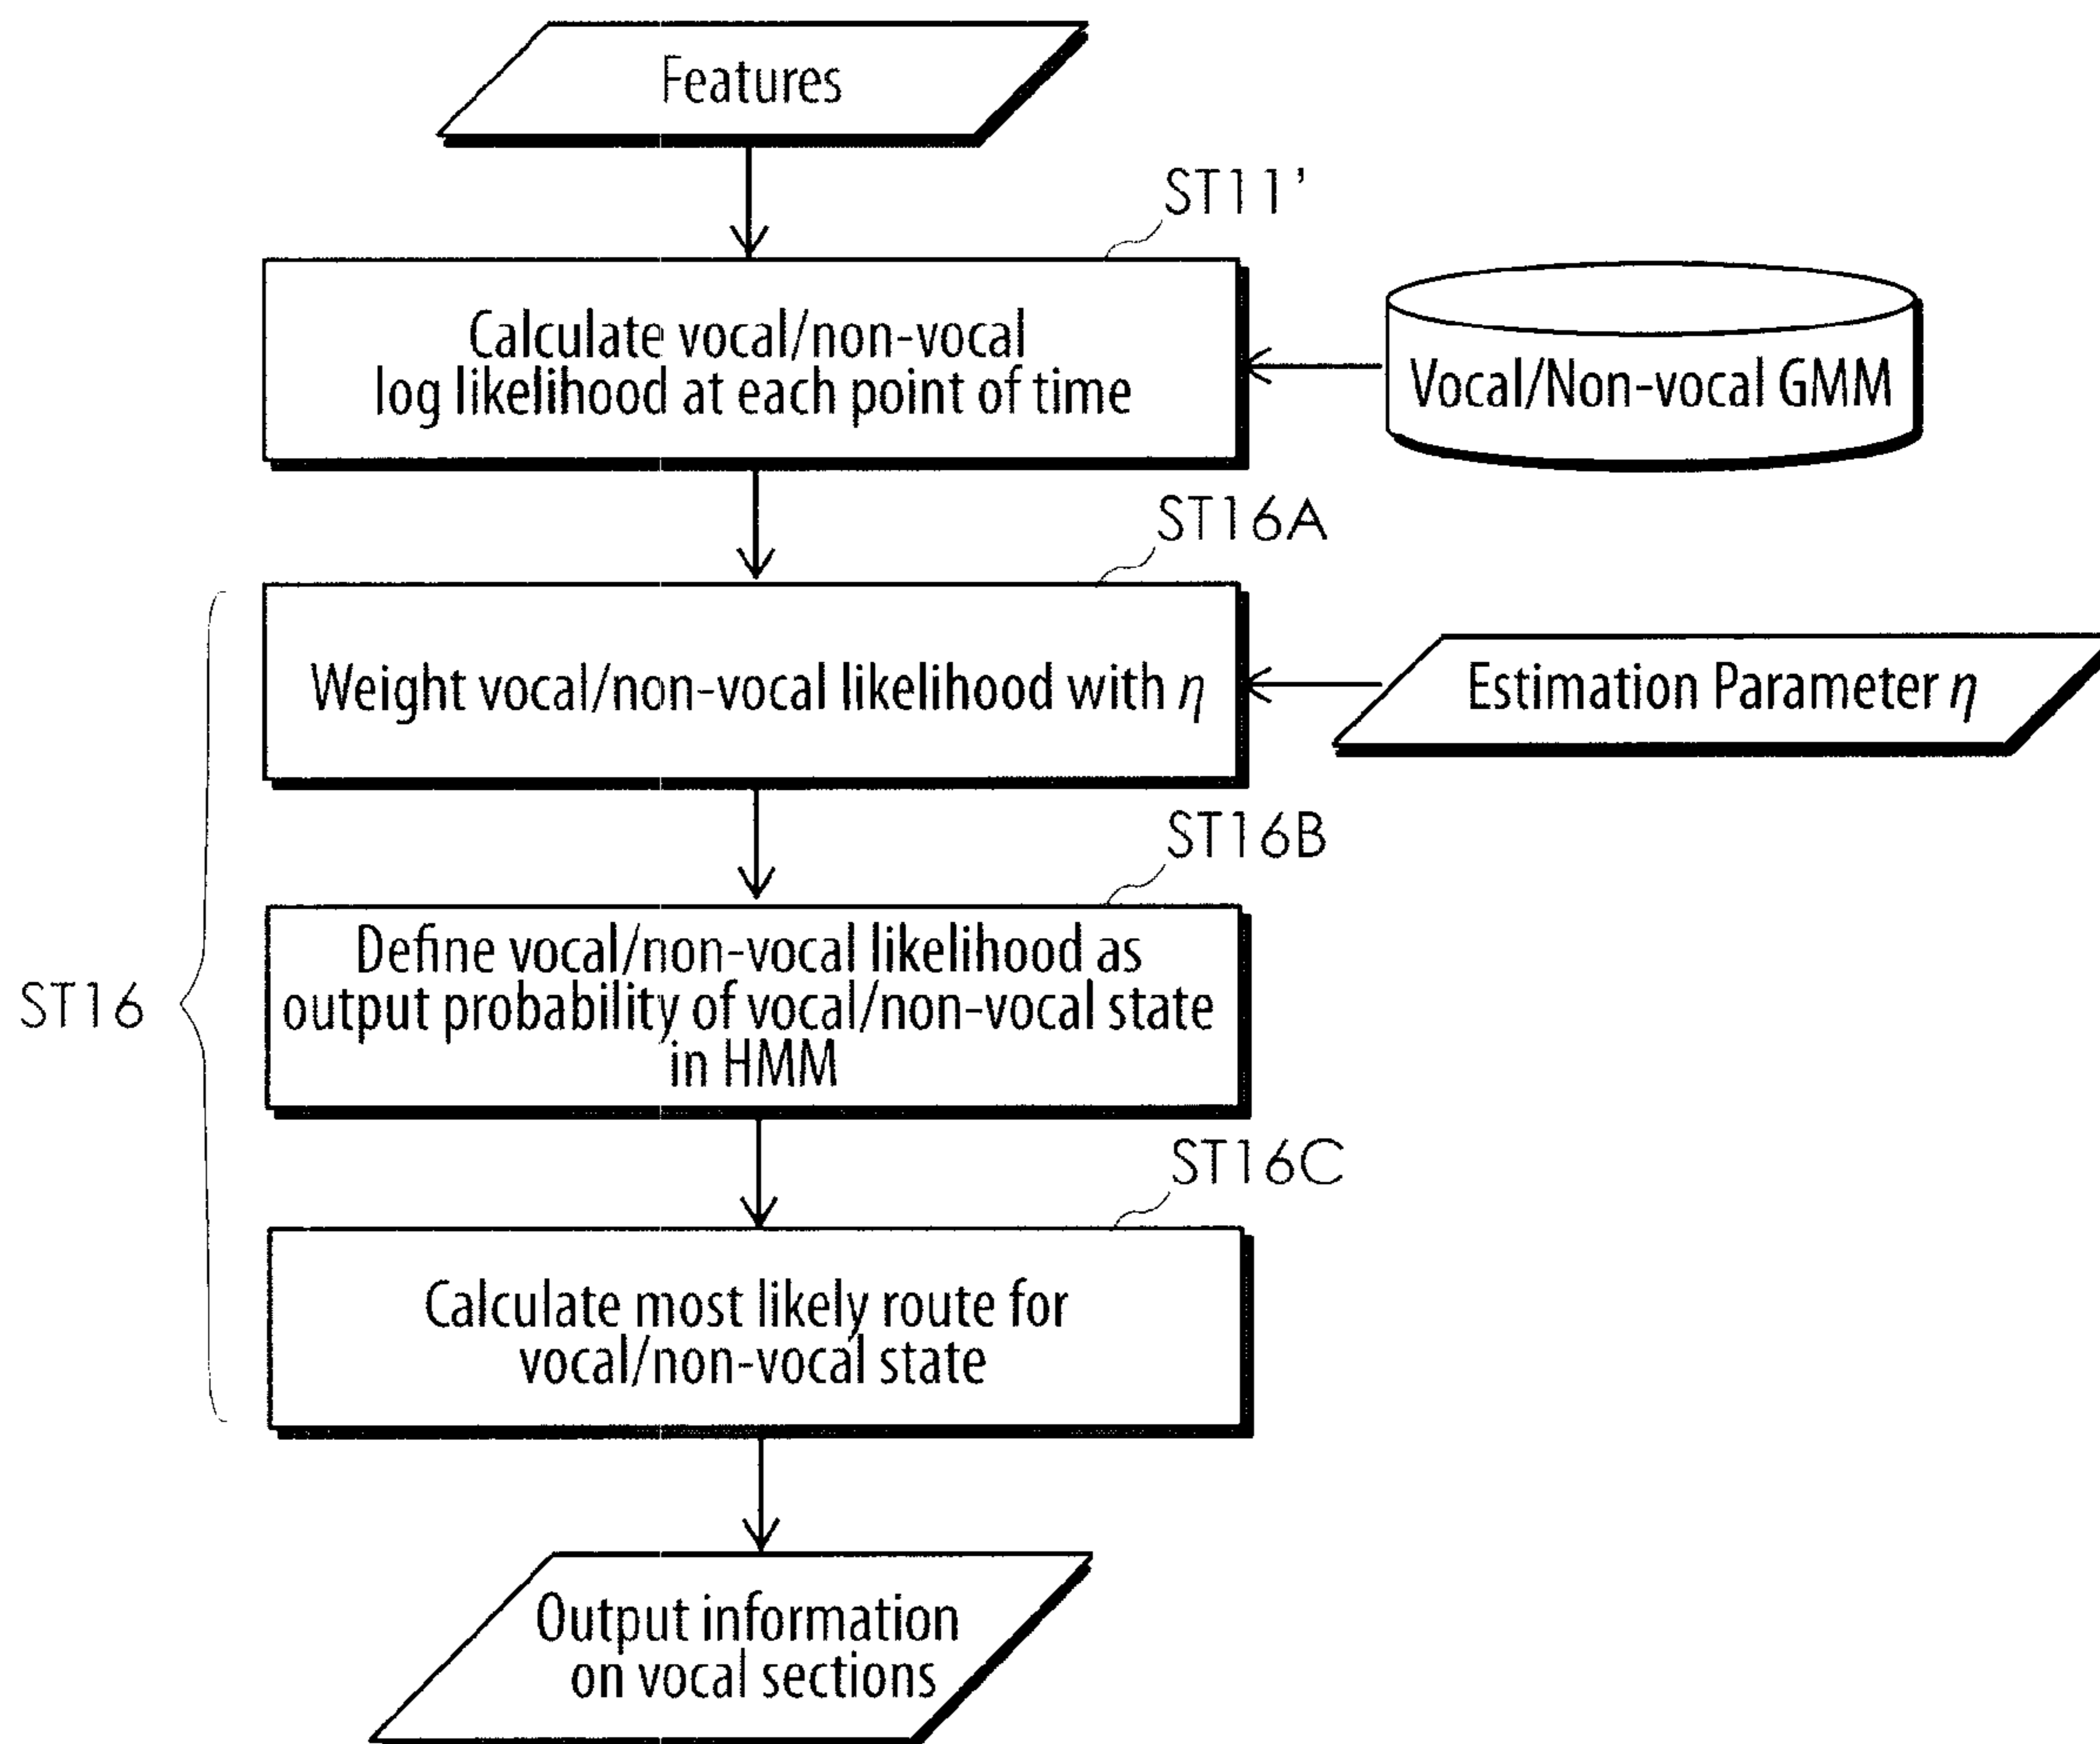 Features
ST11’
Calculate vocal/non-vocal
log likelihood at each point of time
Vocal/Non-vocal GMM
ST16A
Weight vocal/non-vocal likelihood with η
Estimation Parameter η
ST16B
Define vocal/non-vocal likelihood as
output probability of vocal/non-vocal state
in HMM
ST16
ST16C
Calculate most likely route for
vocal/non-vocal state
Output information
on vocal sections